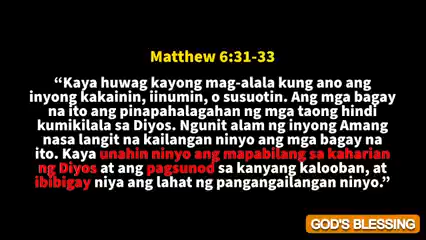 Matthew 6:31-33
“Kaya huwag kayong mag-alala kung ano ang
inyong kakainin, iinumin, o susuotin. Ang mga bagay
na ito ang pinapahalagahan ng mga taong hindi
kumikilala sa Diyos. Ngunit alam ng inyong Amang
nasa langit na kailangan ninyo ang mga bagay na
ito. Kaya unahin ninyo ang mapabilang sa kaharian
ng Diyos at ang pagsunod sa kanyang kalooban, at
ibibigay niya ang lahat ng pangangailangan ninyo.”
GOD'S BLESSING